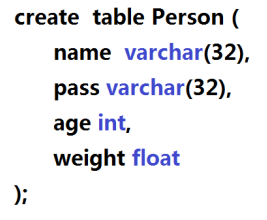 create  table Person (
name  varchar(32),
pass varchar(32),
age int,
weight float
);